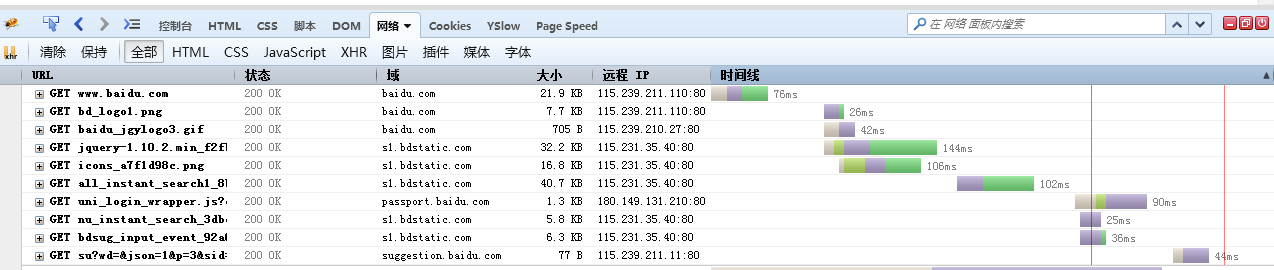 控制台 HTML CSS 脚本 DOM 网络 Cookies YSlow Page Speed 在 网络 面板内搜索
xhr 清除 保持 全部 HTML CSS JavaScript XHR 图片 插件 媒体 字体
URL 状态 域 大小 远程 IP 时间线
GET www.baidu.com 200 OK baidu.com 21.9 KB 115.239.211.110:80 76ms
GET bd_logo1.png 200 OK baidu.com 7.7 KB 115.239.211.110:80 26ms
GET baidu_jgylogo3.gif 200 OK baidu.com 705 B 115.239.210.27:80 42ms
GET jquery-1.10.2.min_f2f 200 OK s1.bdstatic.com 32.2 KB 115.231.35.40:80 144ms
GET icons_a7f1d98c.png 200 OK s1.bdstatic.com 16.8 KB 115.231.35.40:80 106ms
GET all_instant_search1_8 200 OK s1.bdstatic.com 40.7 KB 115.231.35.40:80 102ms
GET uni_login_wrapper.js? 200 OK passport.baidu.com 1.3 KB 180.149.131.210:80 90ms
GET nu_instant_search_3db 200 OK s1.bdstatic.com 5.8 KB 115.231.35.40:80 25ms
GET bdsug_input_event_92a 200 OK s1.bdstatic.com 6.3 KB 115.231.35.40:80 36ms
GET su?wd=&json=1&p=3&sid= 200 OK suggestion.baidu.com 77 B 115.239.211.11:80 44ms